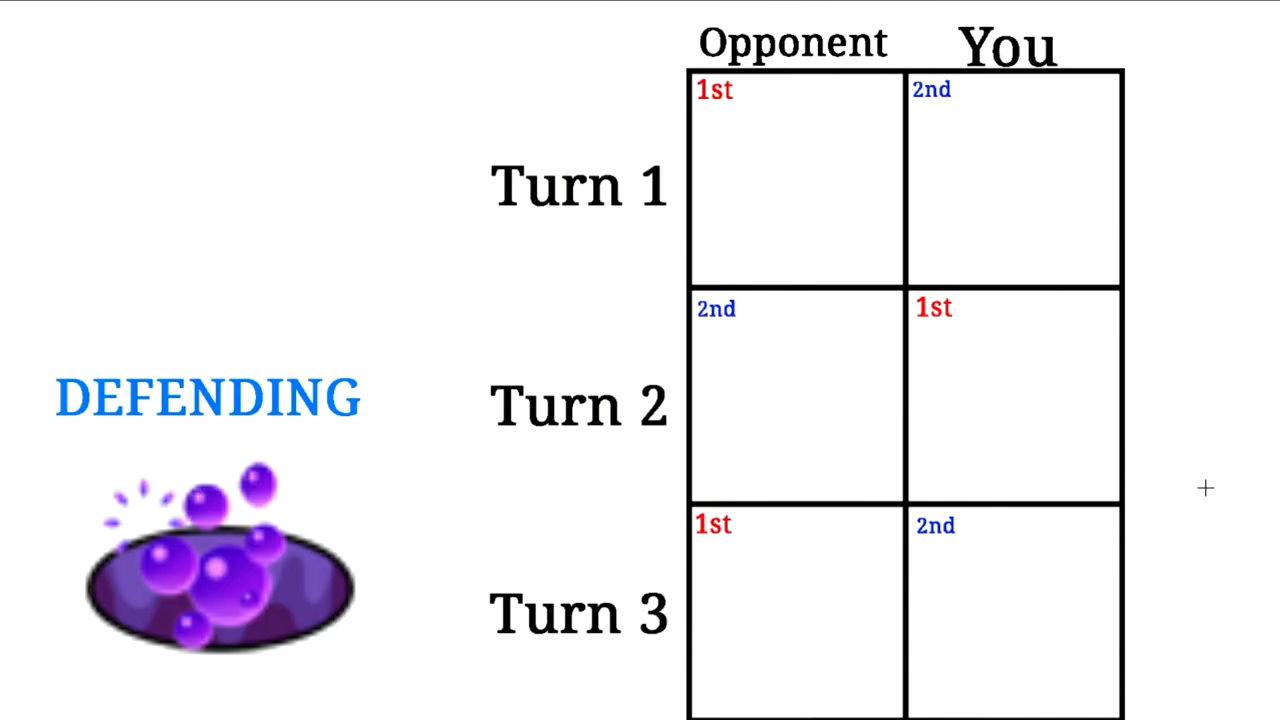 Opponent You
1st 2nd
Turn 1
2nd 1st
Turn 2
DEFENDING
1st 2nd
Turn 3